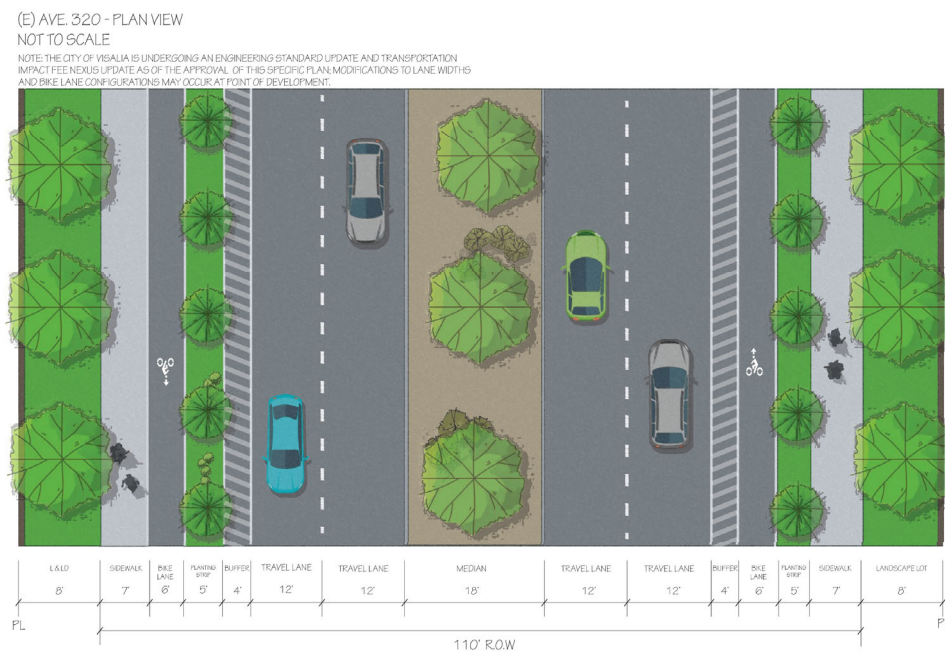 (E) AVE. 320 - PLAN VIEW
NOT TO SCALE
NOTE: THE CITY OF VISALIA IS UNDERGOING AN ENGINEERING STANDARD UPDATE AND TRANSPORTATION
IMPACT FEE NEXUS UPDATE AS OF THE APPROVAL OF THIS SPECIFIC PLAN; MODIFICATIONS TO LANE WIDTHS
AND BIKE LANE CONFIGURATIONS MAY OCCUR AT POINT OF DEVELOPMENT.
L&LD SIDEWALK BIKE LANE PLANTING STRIP BUFFER TRAVEL LANE TRAVEL LANE MEDIAN TRAVEL LANE TRAVEL LANE BUFFER BIKE LANE PLANTING STRIP SIDEWALK LANDSCAPE LOT
8' 7' 6' 5' 4' 12' 12' 18' 12' 12' 4' 6' 5' 7' 8'
PL P
110' R.O.W